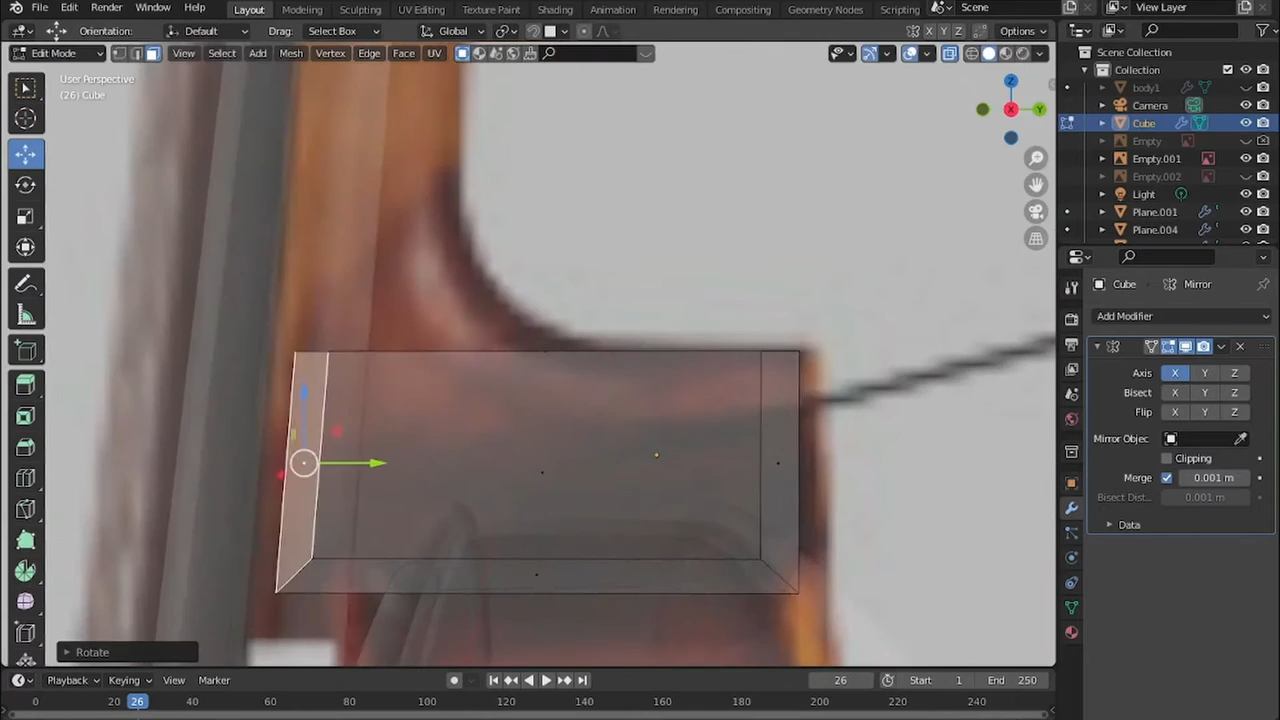 File Edit Render Window Help Layout Modeling Sculpting UV Editing Texture Paint Shading Animation Rendering Compositing Geometry Nodes Scripting Scene View Layer
Orientation: Default Drag: Select Box Global X Y Z Options
Edit Mode View Select Add Mesh Vertex Edge Face UV
User Perspective
(26) Cube
Z
X Y
Rotate
Scene Collection
Collection
body1
Camera
Cube
Empty
Empty.001
Empty.002
Light
Plane.001
Plane.004
Cube Mirror
Add Modifier
Axis X Y Z
Bisect X Y Z
Flip X Y Z
Mirror Objec
Clipping
Merge 0.001 m
Bisect Dist... 0.001 m
Data
Playback Keying View Marker 26 Start 1 End 250
0 20 26 40 60 80 100 120 140 160 180 200 220 240